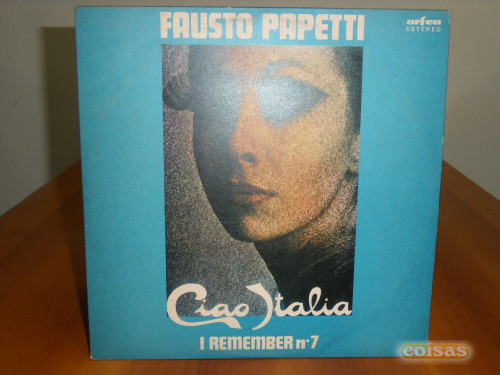 FAUSTO PAPETTI
orfeu
ESTEREO
Ciao Italia
I REMEMBER nº7
coisas